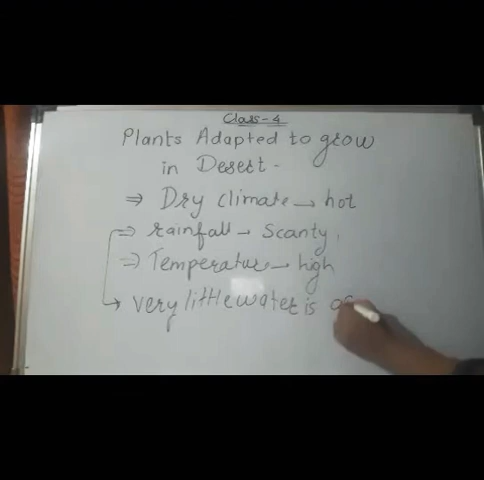 Class-4
Plants Adapted to grow
in Desert -
⇒ Dry climate → hot
⇒ rainfall → Scanty.
⇒ Temperature → high
→ very little water is